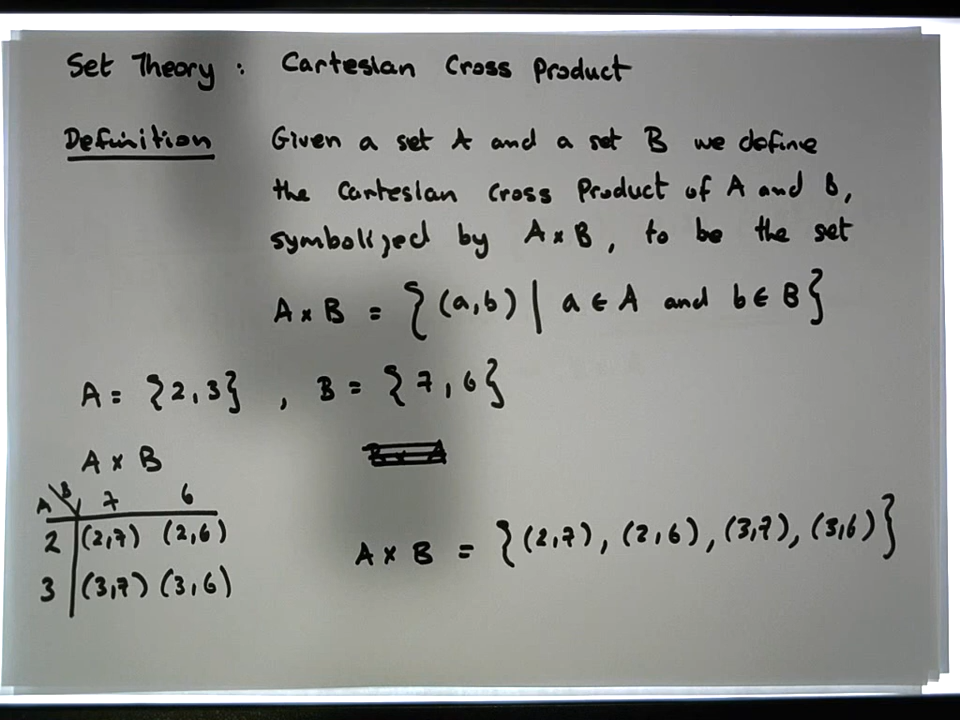 Set Theory : Cartesian Cross Product
Definition Given a set A and a set B we define
the Cartesian Cross Product of A and B,
symbolized by A × B, to be the set
A × B = {(a,b) | a ∈ A and b ∈ B}
A = {2,3} , B = {7,6}
A × B
A \ B 7 6
2 (2,7) (2,6)
3 (3,7) (3,6)
A × B = {(2,7), (2,6), (3,7), (3,6)}